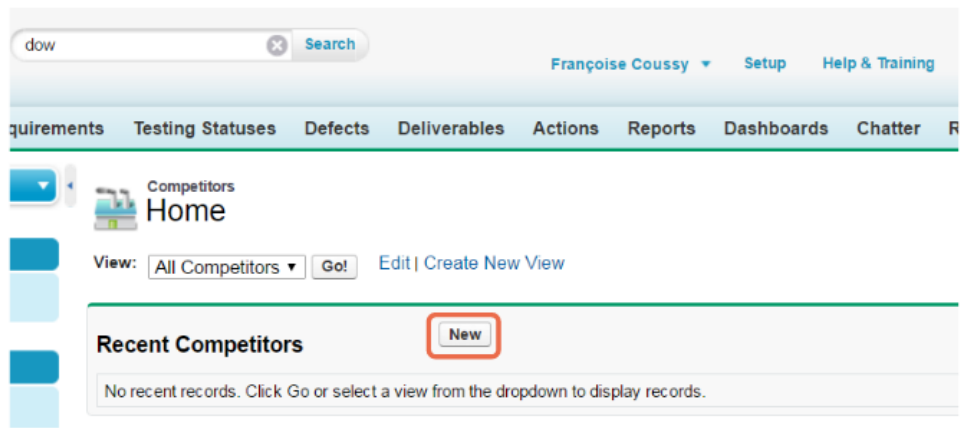 dow Search
Françoise Coussy Setup Help & Training
quirements Testing Statuses Defects Deliverables Actions Reports Dashboards Chatter R
Competitors
Home
View: All Competitors Go! Edit | Create New View
Recent Competitors New
No recent records. Click Go or select a view from the dropdown to display records.